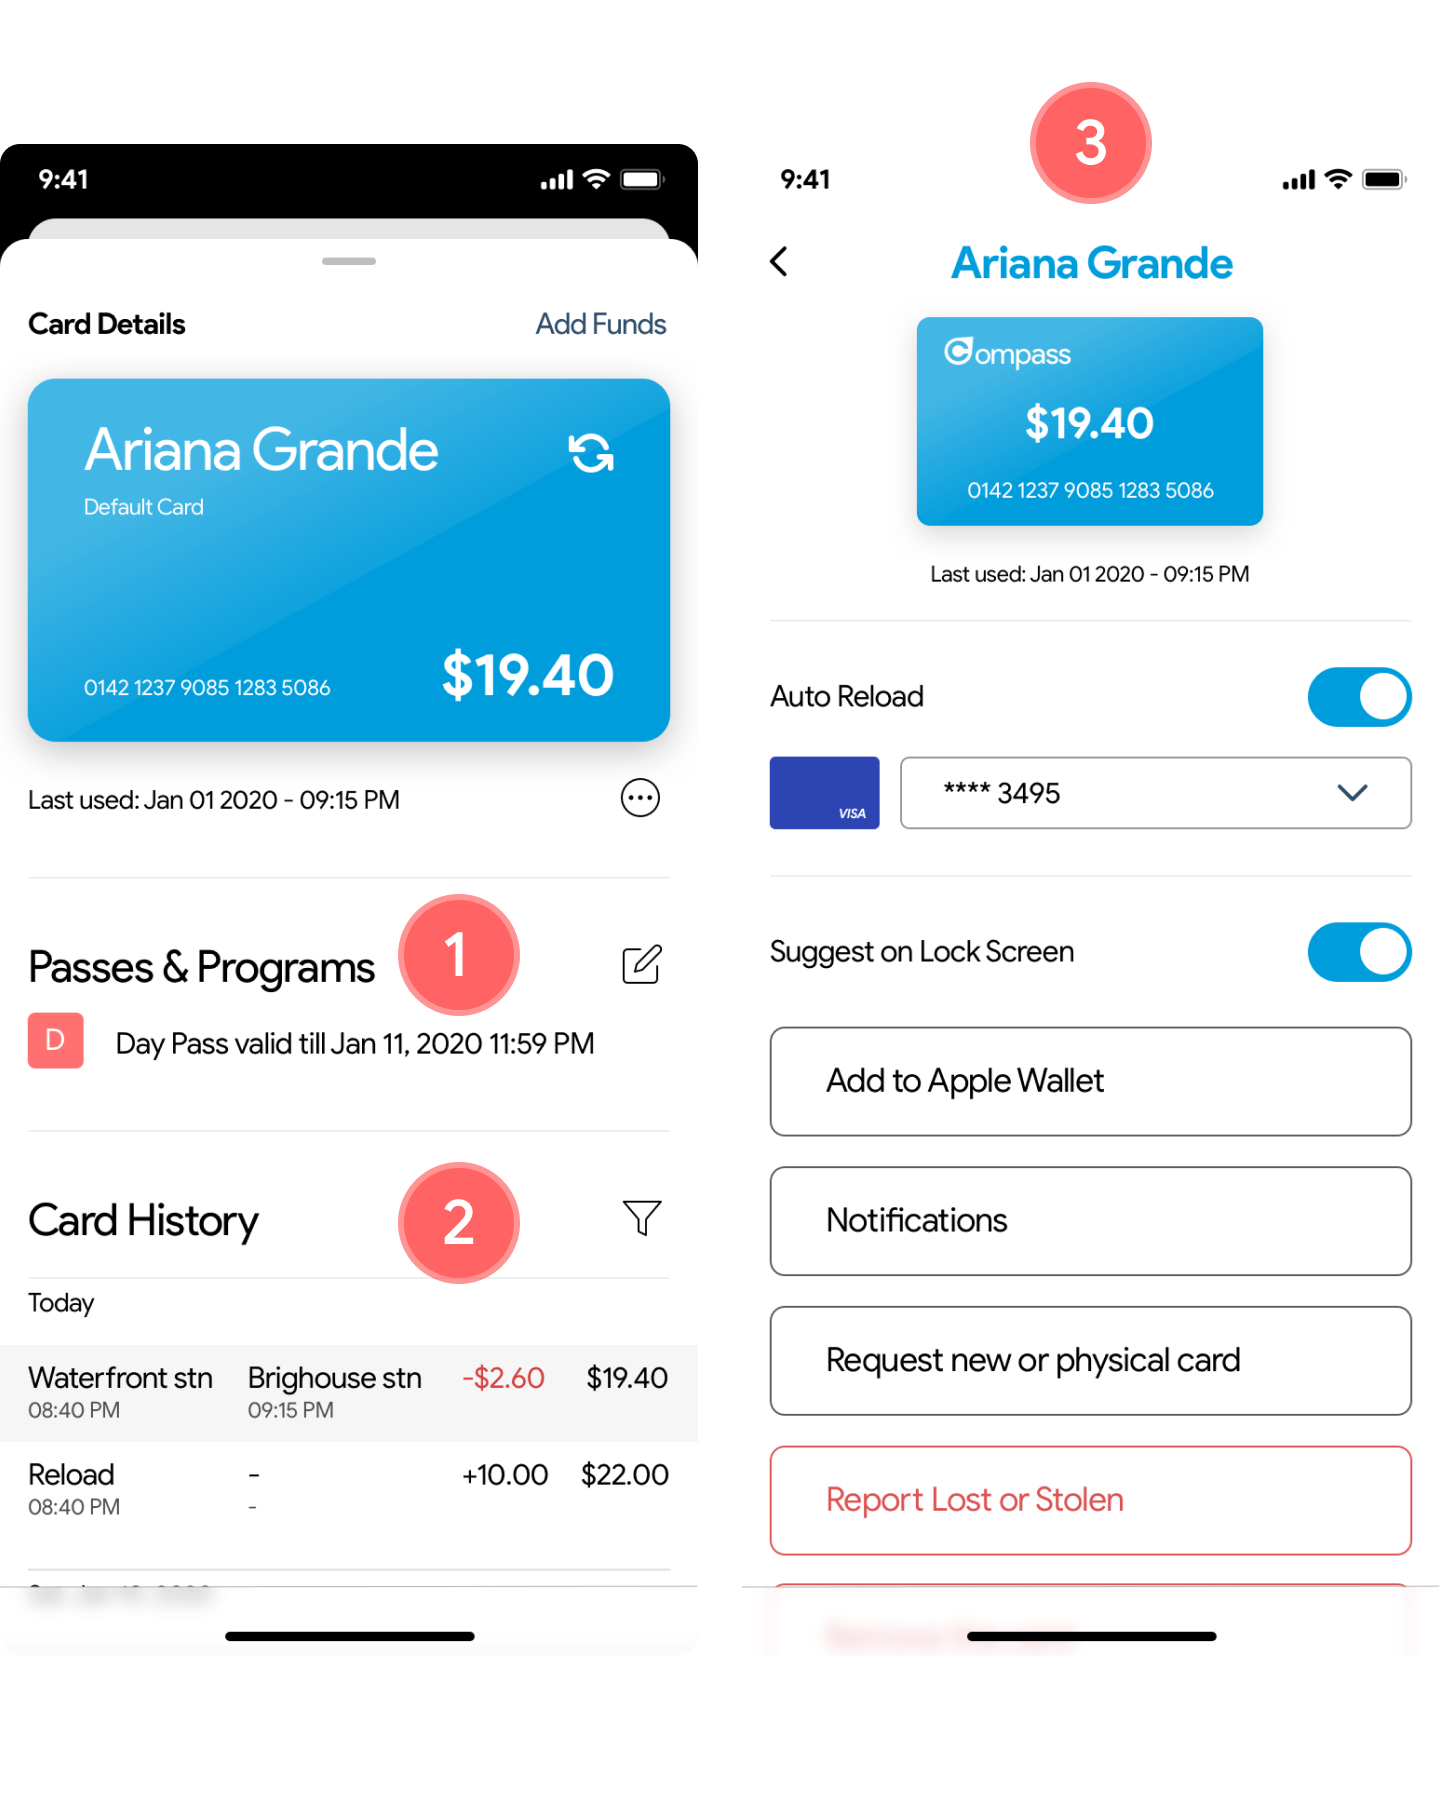 9:41
Card Details
Add Funds
Ariana Grande
Default Card
0142 1237 9085 1283 5086
$19.40
Last used: Jan 01 2020 - 09:15 PM
Passes & Programs
1
D
Day Pass valid till Jan 11, 2020 11:59 PM
Card History
2
Today
Waterfront stn Brighouse stn -$2.60 $19.40
08:40 PM 09:15 PM
Reload - +10.00 $22.00
08:40 PM -
3
9:41
Ariana Grande
Compass
$19.40
0142 1237 9085 1283 5086
Last used: Jan 01 2020 - 09:15 PM
Auto Reload
VISA
**** 3495
Suggest on Lock Screen
Add to Apple Wallet
Notifications
Request new or physical card
Report Lost or Stolen